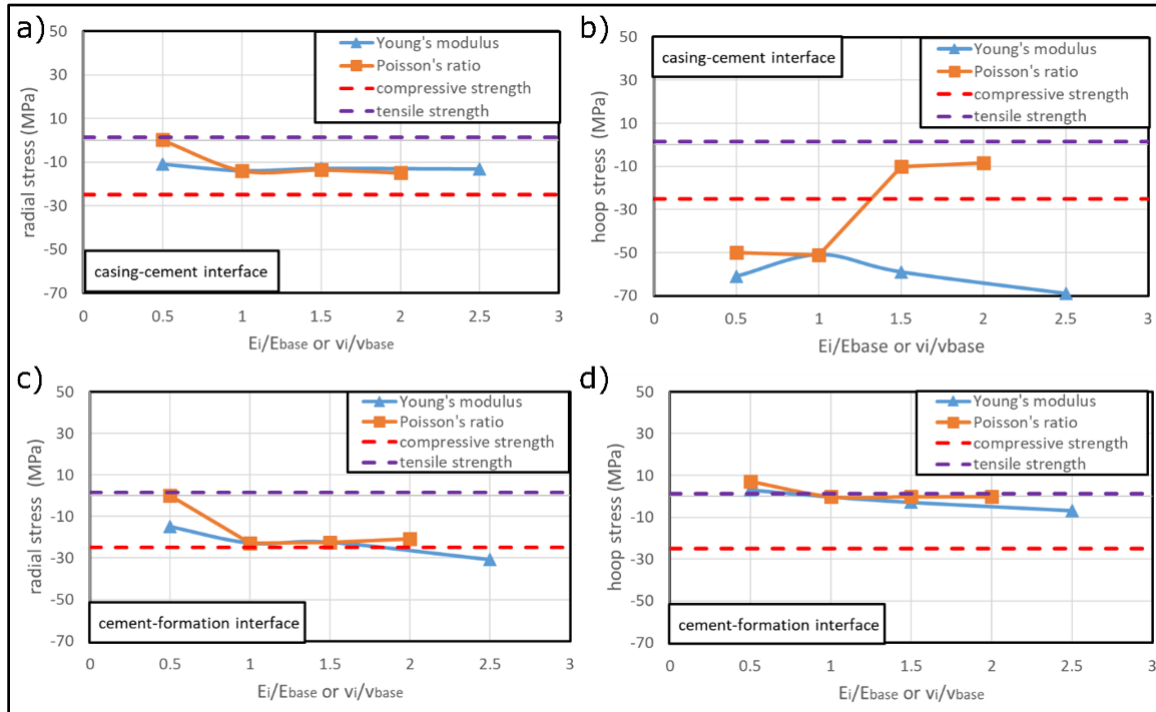 a)
50
30
10
-10
-30
-50
-70
radial stress (MPa)
Young's modulus
Poisson's ratio
compressive strength
tensile strength
casing-cement interface
0 0.5 1 1.5 2 2.5 3
Ei/Ebase or vi/vbase
b)
50
30
10
-10
-30
-50
-70
hoop stress (MPa)
casing-cement interface
Young's modulus
Poisson's ratio
compressive strength
tensile strength
0 0.5 1 1.5 2 2.5 3
Ei/Ebase or vi/vbase
c)
50
30
10
-10
-30
-50
-70
radial stress (MPa)
Young's modulus
Poisson's ratio
compressive strength
tensile strength
cement-formation interface
0 0.5 1 1.5 2 2.5 3
Ei/Ebase or vi/vbase
d)
50
30
10
-10
-30
-50
-70
hoop stress (MPa)
Young's modulus
Poisson's ratio
compressive strength
tensile strength
cement-formation interface
0 0.5 1 1.5 2 2.5 3
Ei/Ebase or vi/vbase